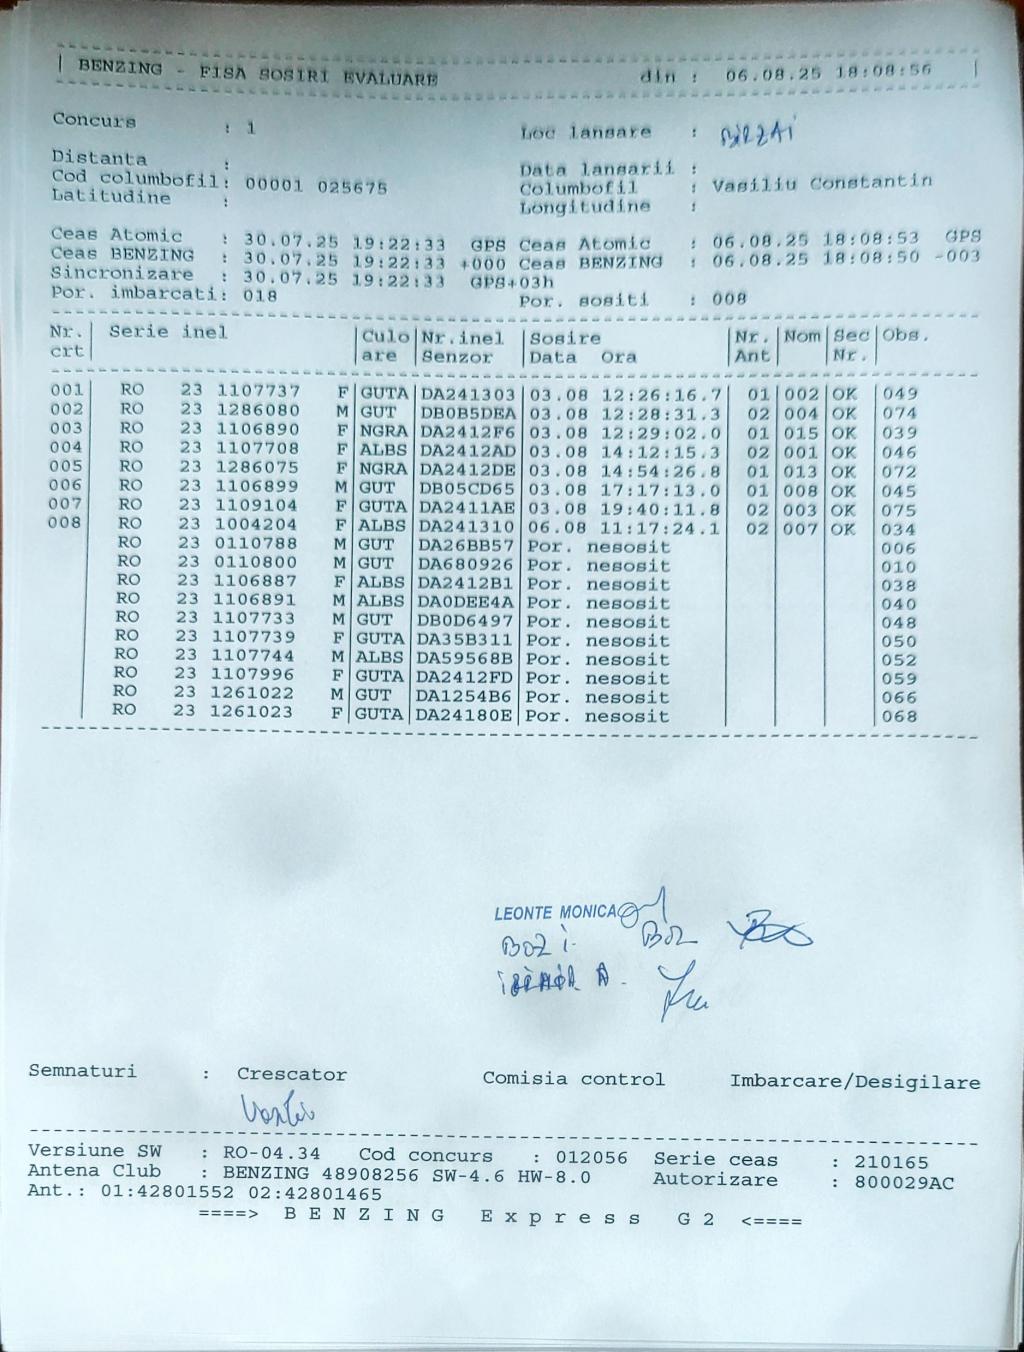 | BENZING - FISA SOSIRI EVALUARE din : 06.08.25 18:08:56 |
Concurs : 1 Loc lansare : BIRZAI
Distanta : Data lansarii :
Cod columbofil: 00001 025675 Columbofil : Vasiliu Constantin
Latitudine : Longitudine :
Ceas Atomic : 30.07.25 19:22:33 GPS Ceas Atomic : 06.08.25 18:08:53 GPS
Ceas BENZING : 30.07.25 19:22:33 +000 Ceas BENZING : 06.08.25 18:08:50 -003
Sincronizare : 30.07.25 19:22:33 GPS+03h
Por. imbarcati: 018 Por. sositi : 008
Nr. | Serie inel | Culo | Nr.inel | Sosire | Nr. | Nom | Sec | Obs.
crt | | are | Senzor | Data Ora | Ant | | Nr. |
001 | RO 23 1107737 F | GUTA | DA241303 | 03.08 12:26:16.7 | 01 | 002 | OK | 049
002 | RO 23 1286080 M | GUT | DB0B5DEA | 03.08 12:28:31.3 | 02 | 004 | OK | 074
003 | RO 23 1106890 F | NGRA | DA2412F6 | 03.08 12:29:02.0 | 01 | 015 | OK | 039
004 | RO 23 1107708 F | ALBS | DA2412AD | 03.08 14:12:15.3 | 02 | 001 | OK | 046
005 | RO 23 1286075 F | NGRA | DA2412DE | 03.08 14:54:26.8 | 01 | 013 | OK | 072
006 | RO 23 1106899 M | GUT | DB05CD65 | 03.08 17:17:13.0 | 01 | 008 | OK | 045
007 | RO 23 1109104 F | GUTA | DA2411AE | 03.08 19:40:11.8 | 02 | 003 | OK | 075
008 | RO 23 1004204 F | ALBS | DA241310 | 06.08 11:17:24.1 | 02 | 007 | OK | 034
| RO 23 0110788 M | GUT | DA26BB57 | Por. nesosit | | | | 006
| RO 23 0110800 M | GUT | DA680926 | Por. nesosit | | | | 010
| RO 23 1106887 F | ALBS | DA2412B1 | Por. nesosit | | | | 038
| RO 23 1106891 M | ALBS | DA0DEE4A | Por. nesosit | | | | 040
| RO 23 1107733 M | GUT | DB0D6497 | Por. nesosit | | | | 048
| RO 23 1107739 F | GUTA | DA35B311 | Por. nesosit | | | | 050
| RO 23 1107744 M | ALBS | DA59568B | Por. nesosit | | | | 052
| RO 23 1107996 F | GUTA | DA2412FD | Por. nesosit | | | | 059
| RO 23 1261022 M | GUT | DA1254B6 | Por. nesosit | | | | 066
| RO 23 1261023 F | GUTA | DA24180E | Por. nesosit | | | | 068
LEONTE MONICA
Semnaturi : Crescator Comisia control Imbarcare/Desigilare
Versiune SW : RO-04.34 Cod concurs : 012056 Serie ceas : 210165
Antena Club : BENZING 48908256 SW-4.6 HW-8.0 Autorizare : 800029AC
Ant.: 01:42801552 02:42801465
====> B E N Z I N G E x p r e s s G 2 <====